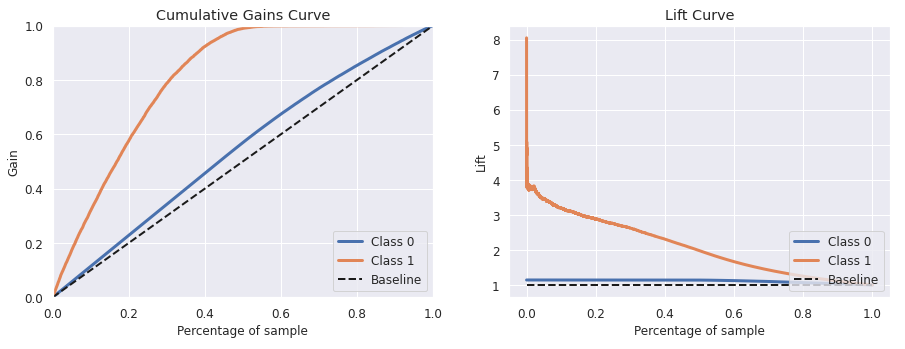 Cumulative Gains Curve
1.0
0.8
0.6
0.4
0.2
0.0
Gain
0.0 0.2 0.4 0.6 0.8 1.0
Percentage of sample
Class 0
Class 1
Baseline
Lift Curve
8
7
6
5
4
3
2
1
Lift
0.0 0.2 0.4 0.6 0.8 1.0
Percentage of sample
Class 0
Class 1
Baseline